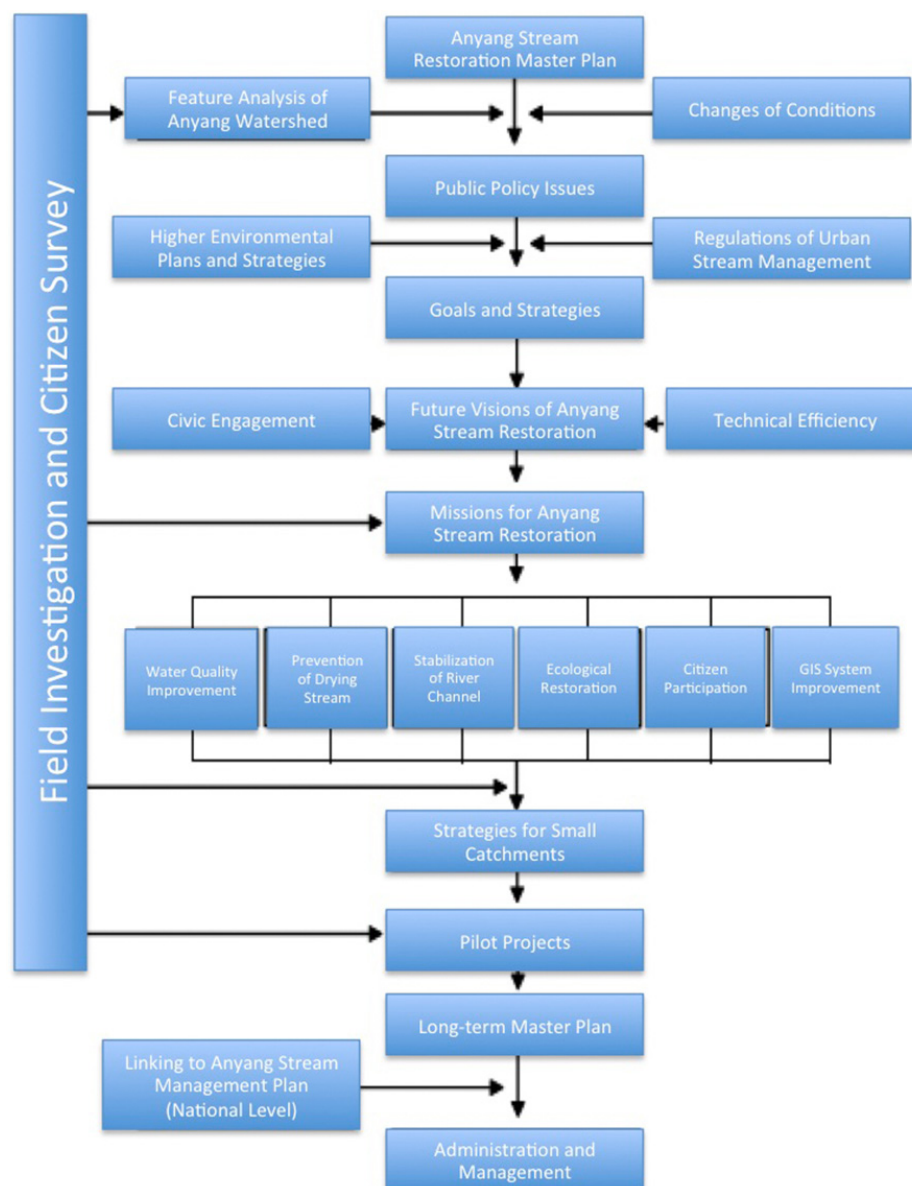 Field Investigation and Citizen Survey
Anyang Stream
Restoration Master Plan
Feature Analysis of
Anyang Watershed
Changes of Conditions
Public Policy Issues
Higher Environmental
Plans and Strategies
Regulations of Urban
Stream Management
Goals and Strategies
Civic Engagement
Future Visions of Anyang
Stream Restoration
Technical Efficiency
Missions for Anyang
Stream Restoration
Water Quality
Improvement
Prevention
of Drying
Stream
Stabilization
of River
Channel
Ecological
Restoration
Citizen
Participation
GIS System
Improvement
Strategies for Small
Catchments
Pilot Projects
Long-term Master Plan
Linking to Anyang Stream
Management Plan
(National Level)
Administration and
Management